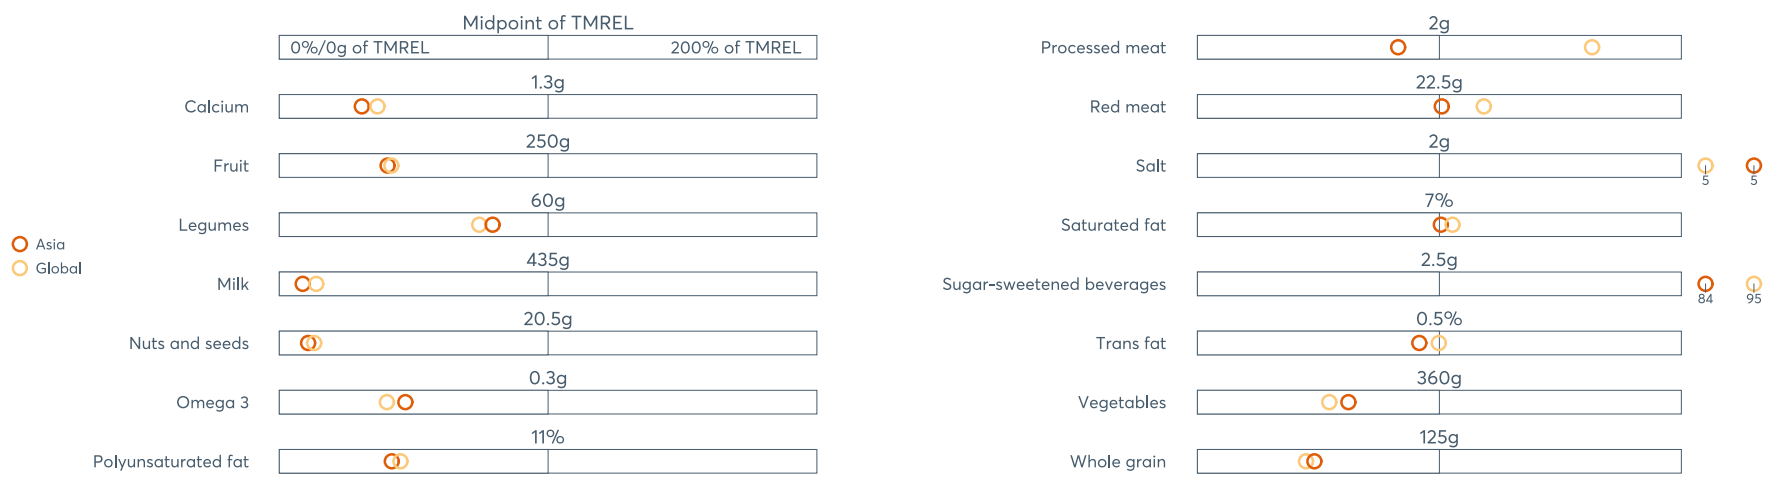 Midpoint of TMREL
0%/0g of TMREL 200% of TMREL
1.3g
Calcium
250g
Fruit
60g
Legumes
Asia
Global
435g
Milk
20.5g
Nuts and seeds
0.3g
Omega 3
11%
Polyunsaturated fat
2g
Processed meat
22.5g
Red meat
2g
Salt
5 5
7%
Saturated fat
2.5g
Sugar-sweetened beverages
84 95
0.5%
Trans fat
360g
Vegetables
125g
Whole grain